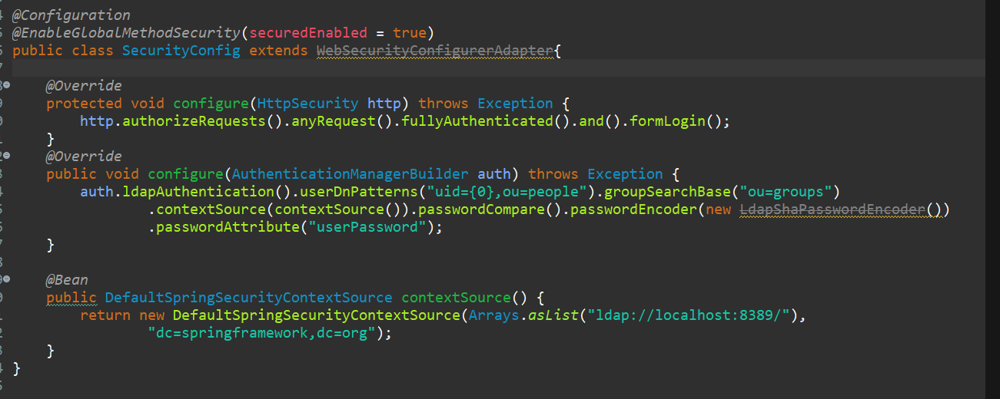 @Configuration
@EnableGlobalMethodSecurity(securedEnabled = true)
public class SecurityConfig extends WebSecurityConfigurerAdapter{
@Override
protected void configure(HttpSecurity http) throws Exception {
http.authorizeRequests().anyRequest().fullyAuthenticated().and().formLogin();
}
@Override
public void configure(AuthenticationManagerBuilder auth) throws Exception {
auth.ldapAuthentication().userDnPatterns("uid={0},ou=people").groupSearchBase("ou=groups")
.contextSource(contextSource()).passwordCompare().passwordEncoder(new LdapShaPasswordEncoder())
.passwordAttribute("userPassword");
}
@Bean
public DefaultSpringSecurityContextSource contextSource() {
return new DefaultSpringSecurityContextSource(Arrays.asList("ldap://localhost:8389/"),
"dc=springframework,dc=org");
}
}